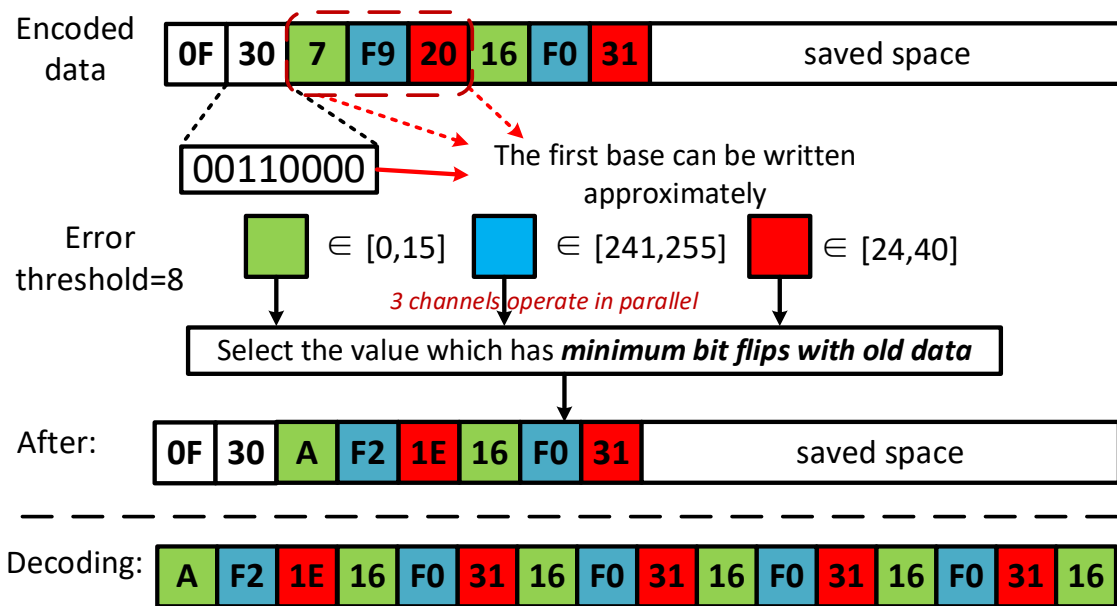 Encoded
data
0F 30 7 F9 20 16 F0 31 saved space
00110000
The first base can be written
approximately
Error
threshold=8
∈ [0,15] ∈ [241,255] ∈ [24,40]
3 channels operate in parallel
Select the value which has minimum bit flips with old data
After:
0F 30 A F2 1E 16 F0 31 saved space
Decoding:
A F2 1E 16 F0 31 16 F0 31 16 F0 31 16 F0 31 16